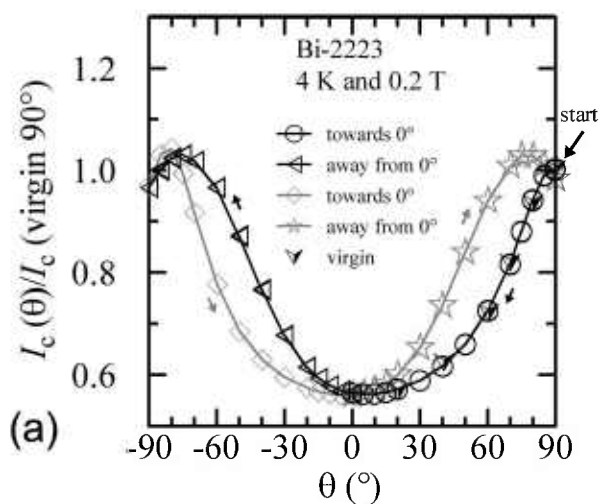 Bi-2223
4 K and 0.2 T
start
towards 0°
away from 0°
towards 0°
away from 0°
virgin
1.2
1.0
0.8
0.6
I_c(θ)/I_c (virgin 90°)
(a)
-90 -60 -30 0 30 60 90
θ (°)